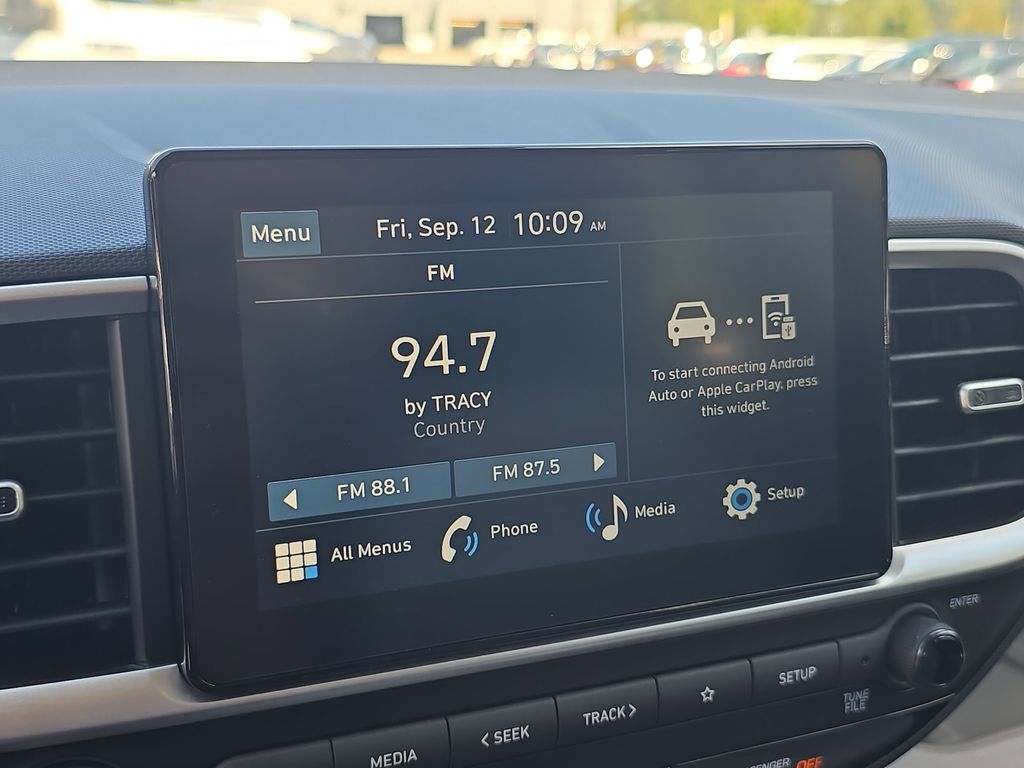 Menu
Fri, Sep. 12 10:09 AM
FM
94.7
by TRACY
Country
FM 88.1
FM 87.5
To start connecting Android
Auto or Apple CarPlay, press
this widget.
All Menus
Phone
Media
Setup
ENTER
MEDIA
< SEEK
TRACK >
SETUP
TUNE
FILE
OFF